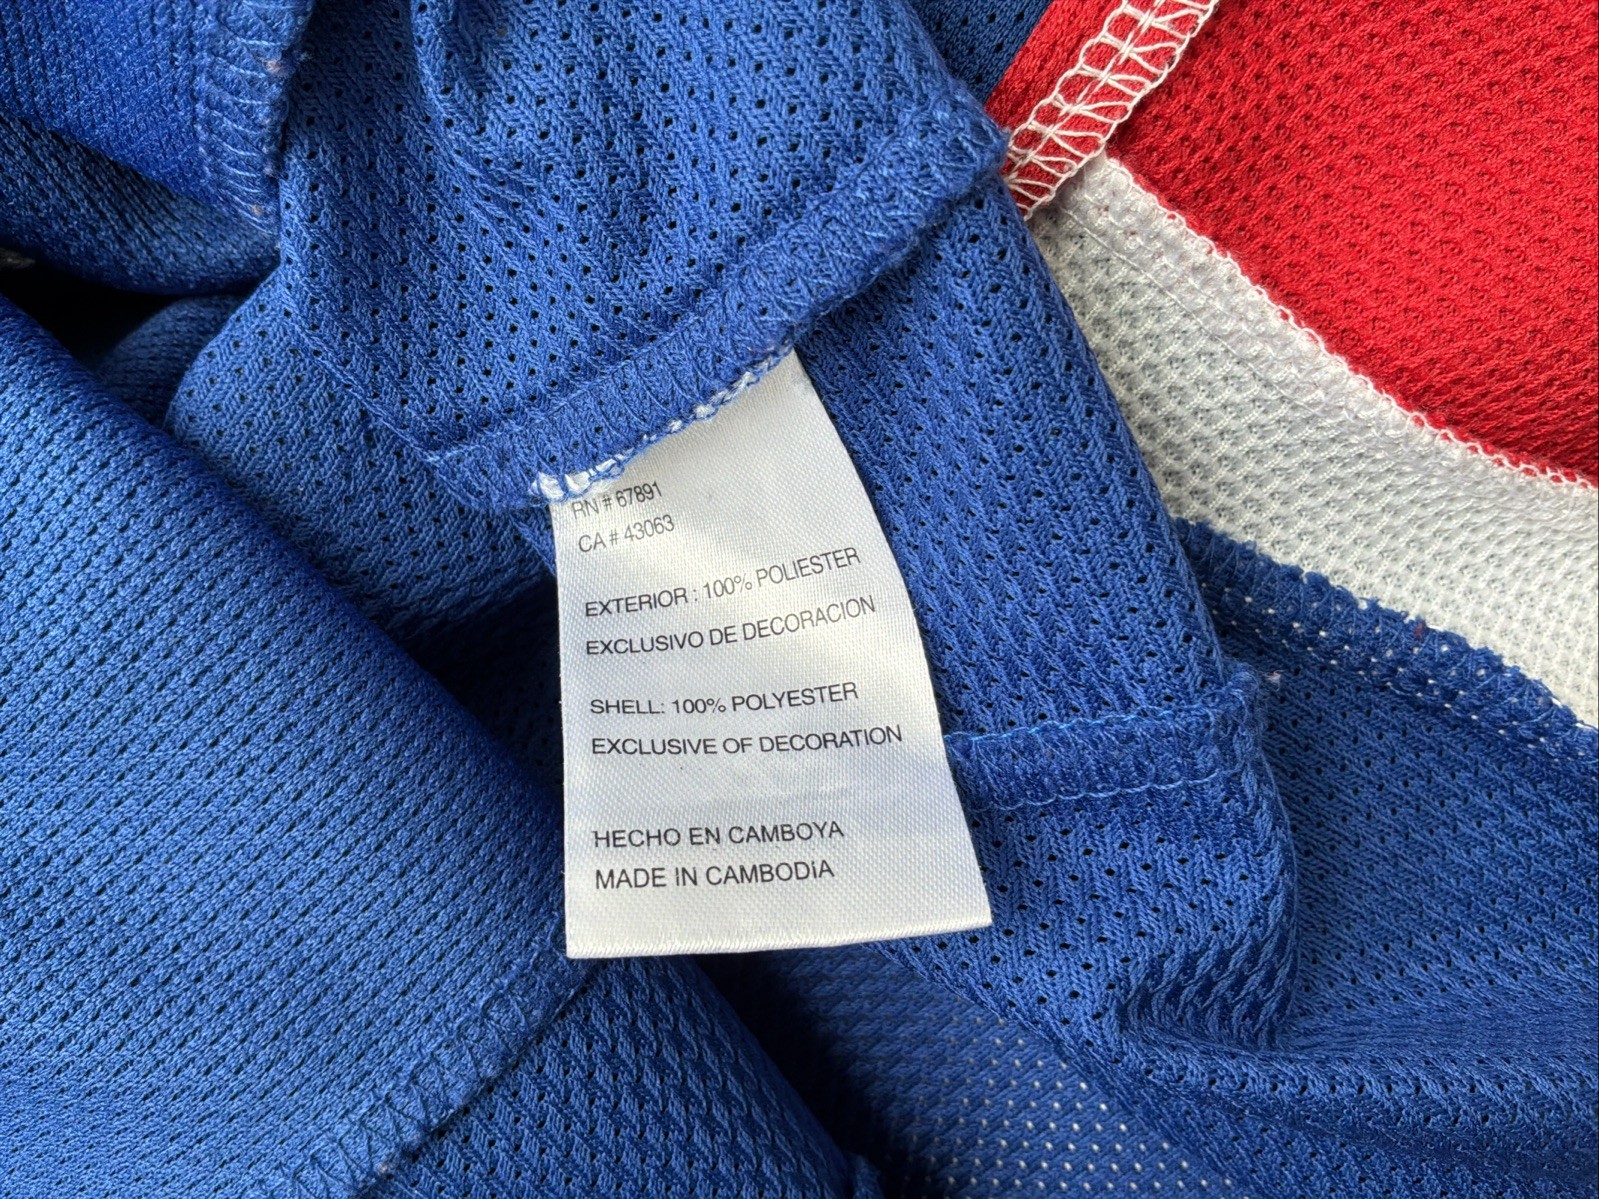 RN # 67891
CA # 43063
EXTERIOR : 100% POLIESTER
EXCLUSIVO DE DECORACION
SHELL: 100% POLYESTER
EXCLUSIVE OF DECORATION
HECHO EN CAMBOYA
MADE IN CAMBODíA